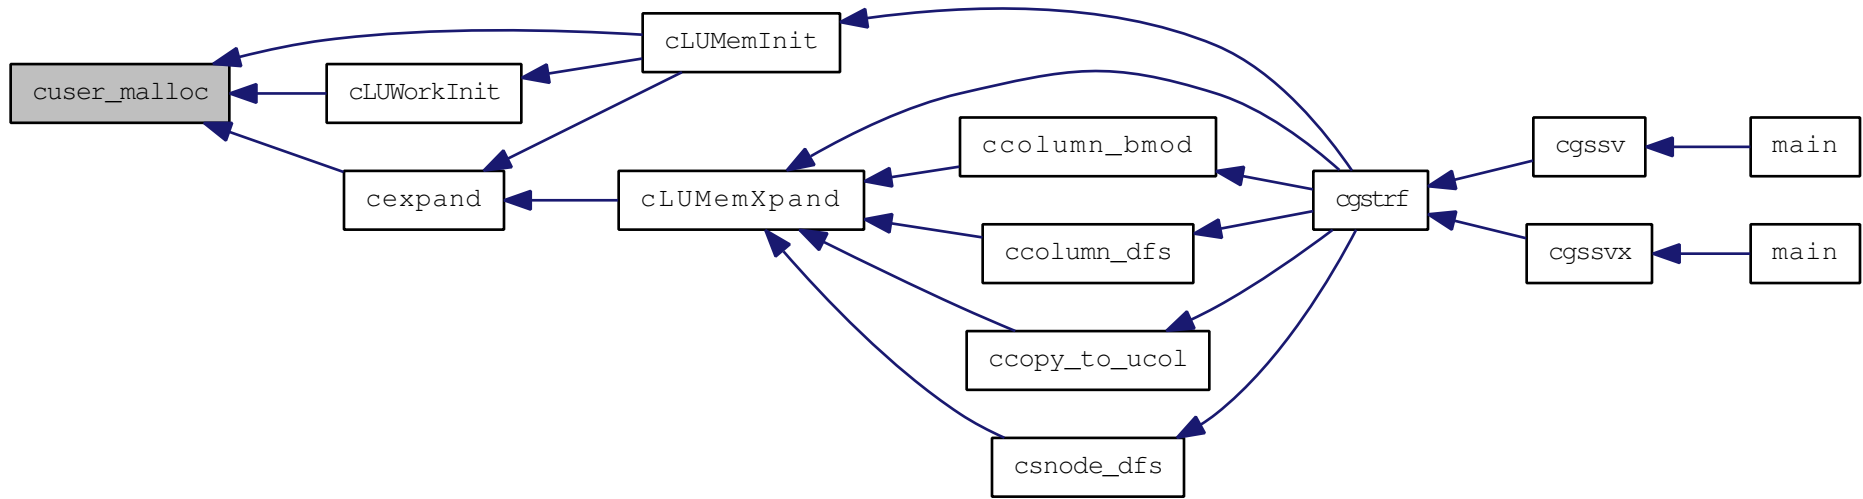 cuser_malloc
cLUMemInit
cLUWorkInit
cexpand
cLUMemXpand
ccolumn_bmod
ccolumn_dfs
ccopy_to_ucol
csnode_dfs
cgstrf
cgssv
main
cgssvx
main